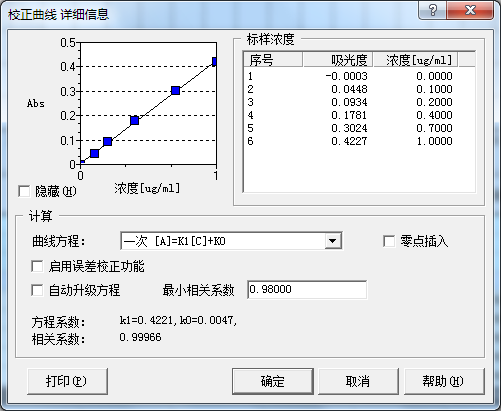 校正曲线 详细信息
Abs
0.5
0.4
0.3
0.2
0.1
0
0
1
浓度[ug/ml]
隐藏(H)
标样浓度
序号 吸光度 浓度[ug/ml]
1 -0.0003 0.0000
2 0.0448 0.1000
3 0.0934 0.2000
4 0.1781 0.4000
5 0.3024 0.7000
6 0.4227 1.0000
计算
曲线方程： 一次 [A]=K1[C]+K0 零点插入
启用误差校正功能
自动升级方程 最小相关系数 0.98000
方程系数： k1=0.4221,k0=0.0047,
相关系数： 0.99966
打印(P) 确定 取消 帮助(H)